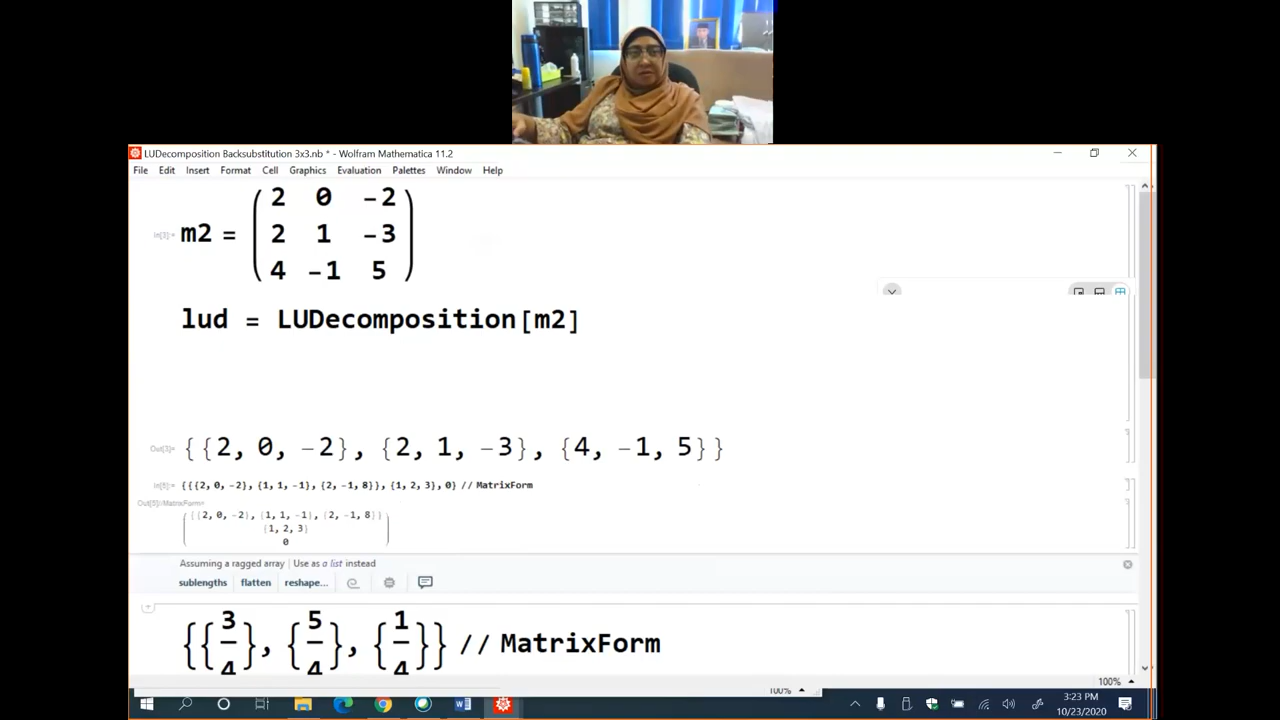 LUDecomposition Backsubstitution 3x3.nb * - Wolfram Mathematica 11.2
File Edit Insert Format Cell Graphics Evaluation Palettes Window Help
2 0 -2
In[3]:= m2 = 2 1 -3
4 -1 5
lud = LUDecomposition[m2]
Out[3]= {{2, 0, -2}, {2, 1, -3}, {4, -1, 5}}
In[5]:= {{{2, 0, -2}, {1, 1, -1}, {2, -1, 8}}, {1, 2, 3}, 0} // MatrixForm
Out[5]//MatrixForm=
{{2, 0, -2}, {1, 1, -1}, {2, -1, 8}}
{1, 2, 3}
0
Assuming a ragged array | Use as a list instead
sublengths flatten reshape...
{{3/4}, {5/4}, {1/4}} // MatrixForm
100%
100%
3:23 PM
10/23/2020